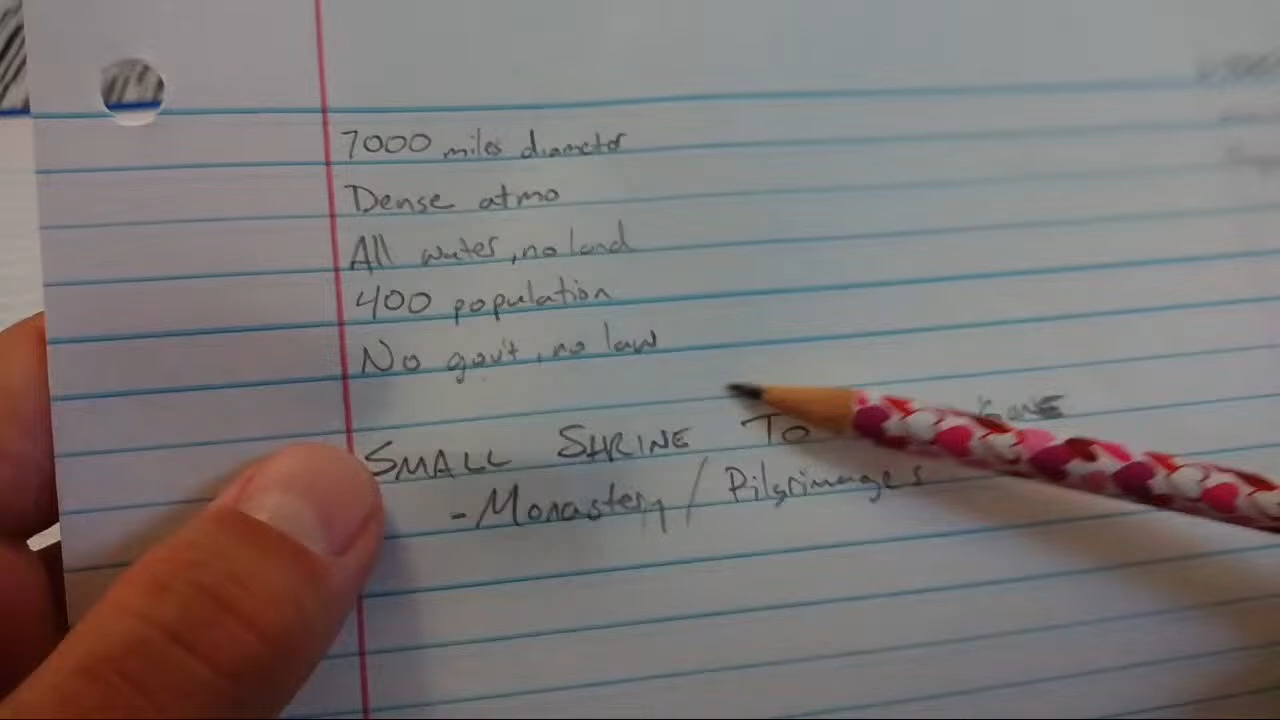 7000 miles diameter
Dense atmo
All water, no land
400 population
No gov't, no law
SMALL SHRINE TO
- Monastery / Pilgrimages